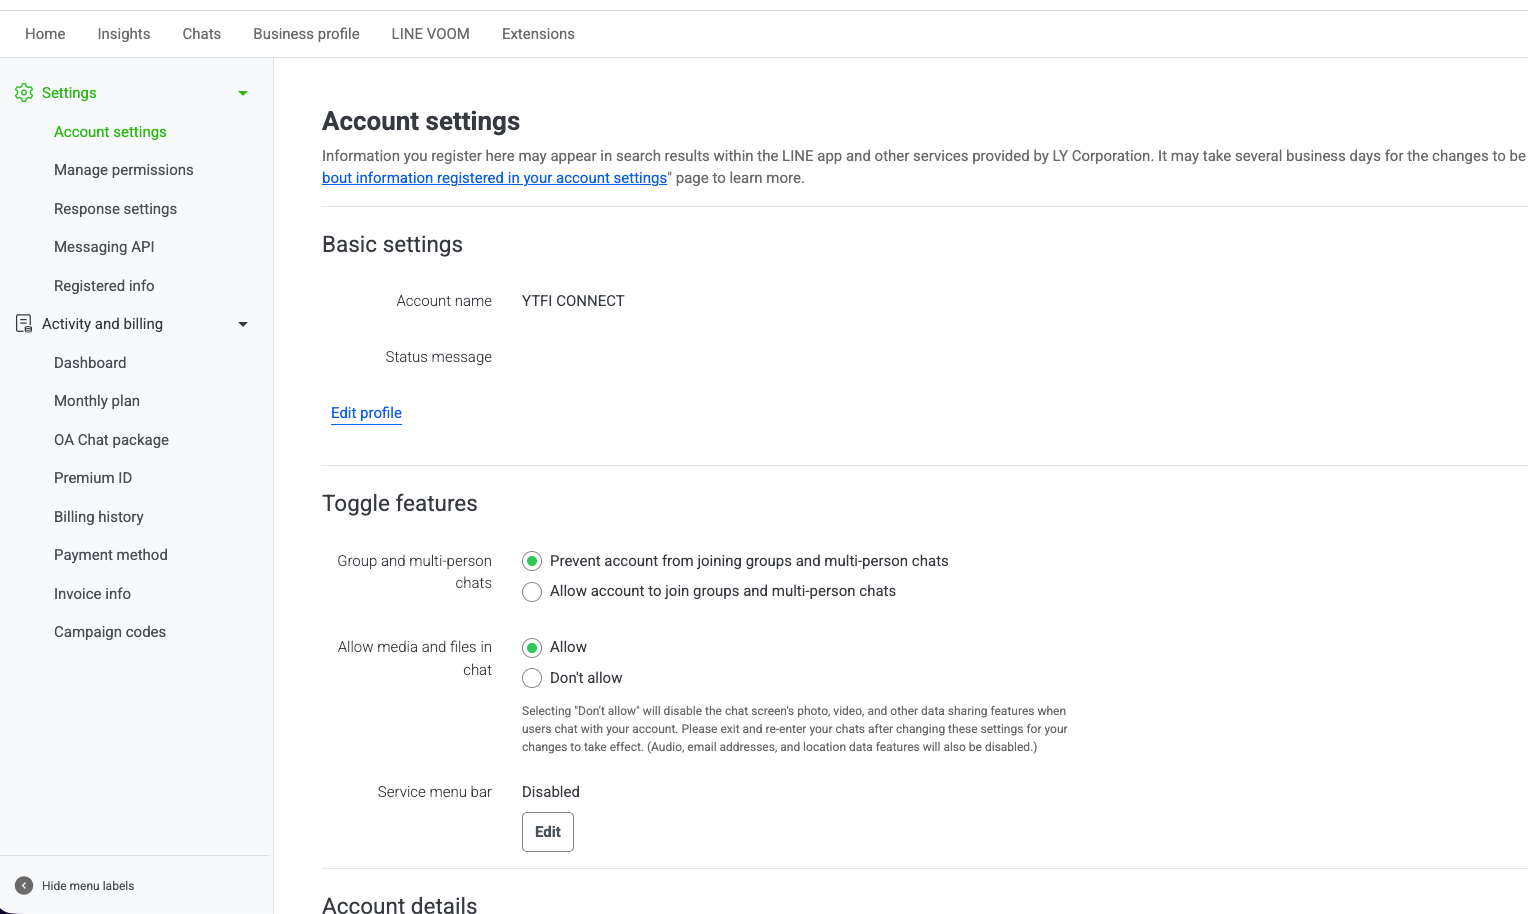 Home Insights Chats Business profile LINE VOOM Extensions
Settings
Account settings
Manage permissions
Response settings
Messaging API
Registered info
Activity and billing
Dashboard
Monthly plan
OA Chat package
Premium ID
Billing history
Payment method
Invoice info
Campaign codes
Hide menu labels
Account settings
Information you register here may appear in search results within the LINE app and other services provided by LY Corporation. It may take several business days for the changes to be
bout information registered in your account settings" page to learn more.
Basic settings
Account name YTFI CONNECT
Status message
Edit profile
Toggle features
Group and multi-person
chats
Prevent account from joining groups and multi-person chats
Allow account to join groups and multi-person chats
Allow media and files in
chat
Allow
Don't allow
Selecting "Don't allow" will disable the chat screen's photo, video, and other data sharing features when
users chat with your account. Please exit and re-enter your chats after changing these settings for your
changes to take effect. (Audio, email addresses, and location data features will also be disabled.)
Service menu bar Disabled
Edit
Account details